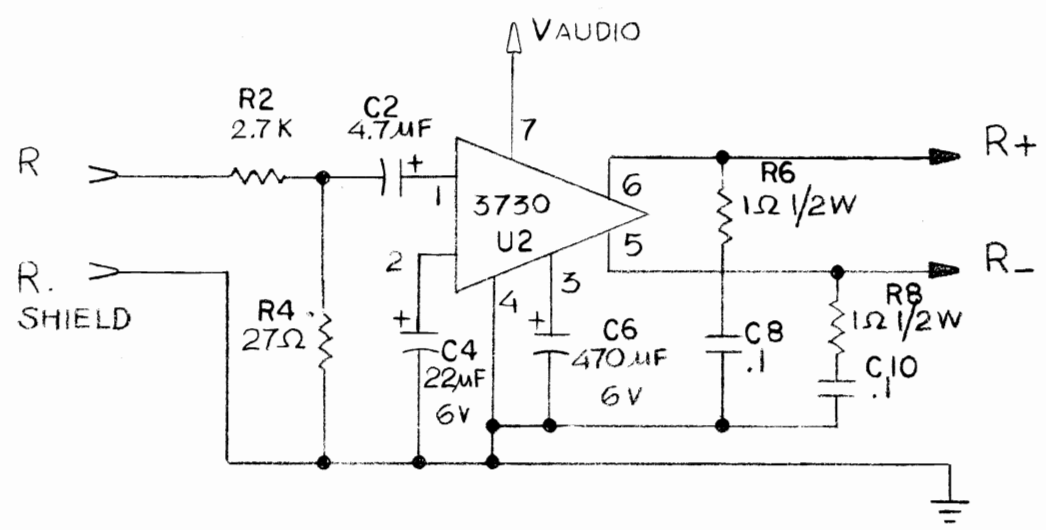 VAUDIO
R2
2.7K
C2
4.7µF
+
7
R
1
3730
U2
6
R+
R6
1Ω 1/2W
2
5
R-
R.
SHIELD
4
3
R4
27Ω
+
C4
22µF
6V
+
C6
470µF
6V
C8
.1
R8
1Ω 1/2W
C10
.1